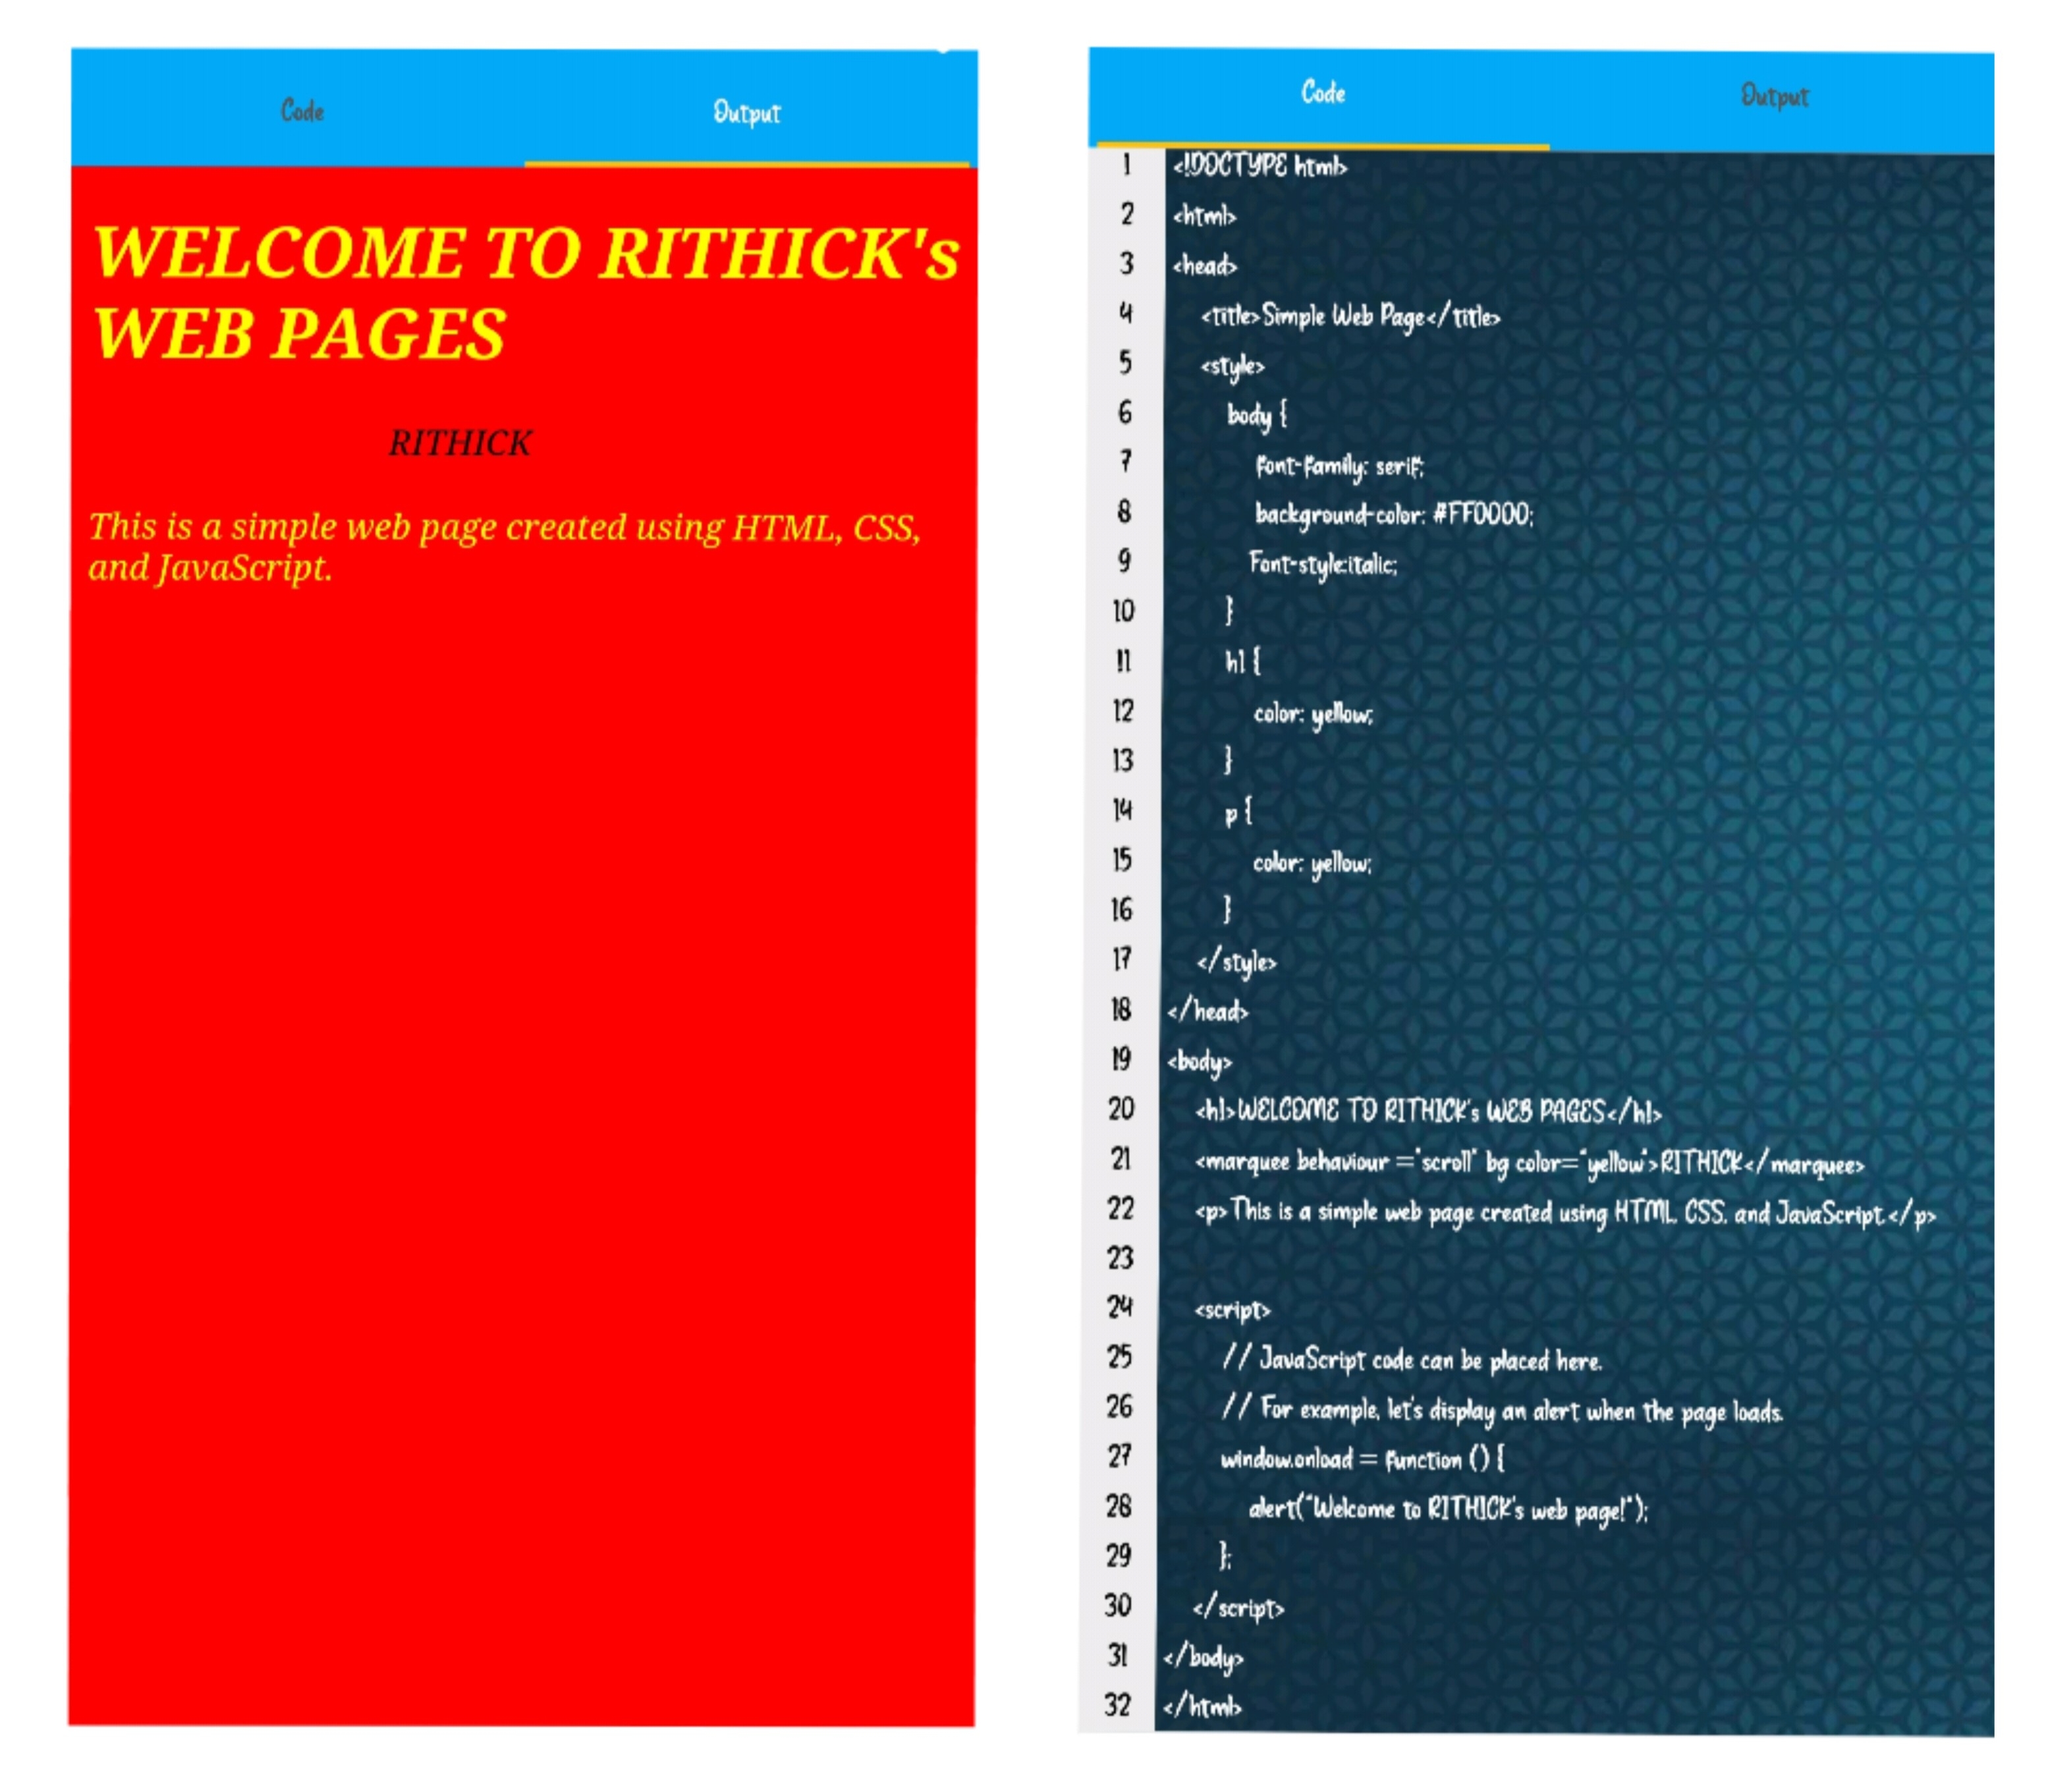 Code Output
WELCOME TO RITHICK's
WEB PAGES
RITHICK
This is a simple web page created using HTML, CSS,
and JavaScript.
Code Output
1 <!DOCTYPE html>
2 <html>
3 <head>
4 <title>Simple Web Page</title>
5 <style>
6 body {
7 font-family: serif;
8 background-color: #FF0000;
9 Font-style:italic;
10 }
11 h1 {
12 color: yellow;
13 }
14 p {
15 color: yellow;
16 }
17 </style>
18 </head>
19 <body>
20 <h1>WELCOME TO RITHICK's WEB PAGES</h1>
21 <marquee behaviour ="scroll" bg color="yellow">RITHICK</marquee>
22 <p>This is a simple web page created using HTML, CSS, and JavaScript.</p>
23
24 <script>
25 // JavaScript code can be placed here.
26 // For example, let's display an alert when the page loads.
27 window.onload = function () {
28 alert("Welcome to RITHICK's web page!");
29 };
30 </script>
31 </body>
32 </html>